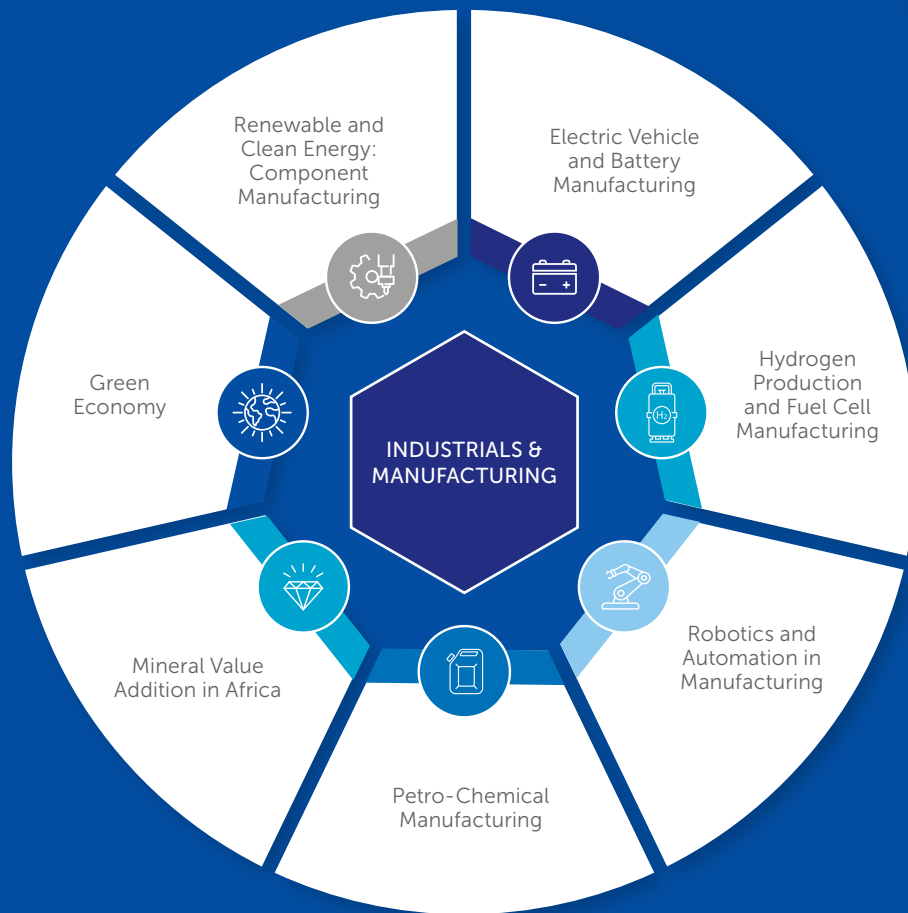 Renewable and
Clean Energy:
Component
Manufacturing
Electric Vehicle
and Battery
Manufacturing
Green
Economy
Hydrogen
Production
and Fuel Cell
Manufacturing
H₂
INDUSTRIALS &
MANUFACTURING
Mineral Value
Addition in Africa
Robotics and
Automation in
Manufacturing
Petro-Chemical
Manufacturing